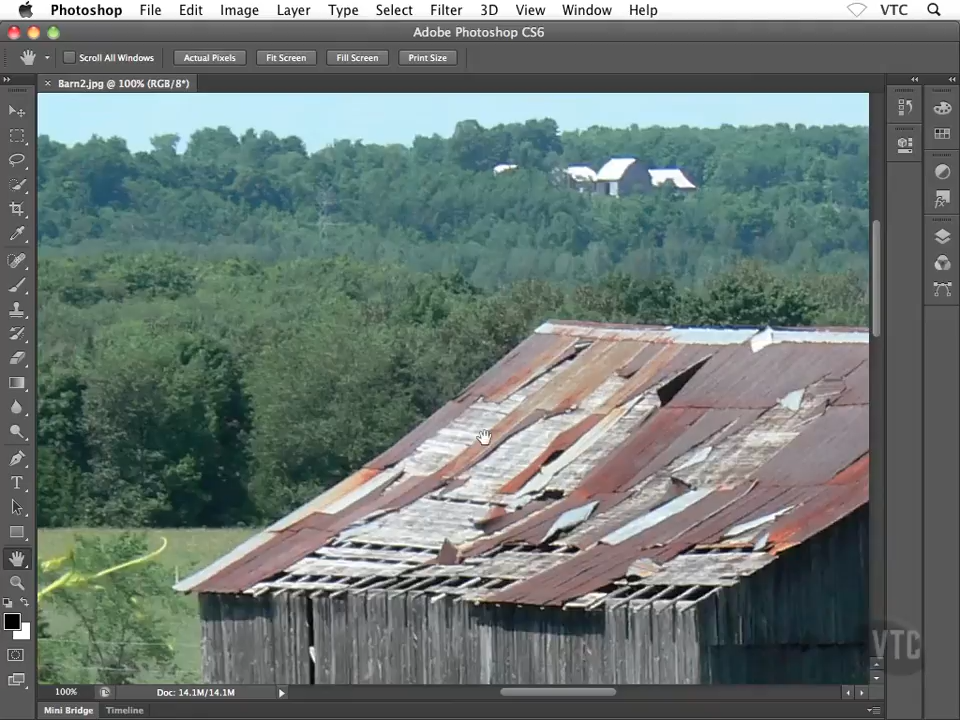 Photoshop File Edit Image Layer Type Select Filter 3D View Window Help VTC
Adobe Photoshop CS6
Scroll All Windows Actual Pixels Fit Screen Fill Screen Print Size
× Barn2.jpg @ 100% (RGB/8*)
T
VTC
100% Doc: 14.1M/14.1M
Mini Bridge Timeline